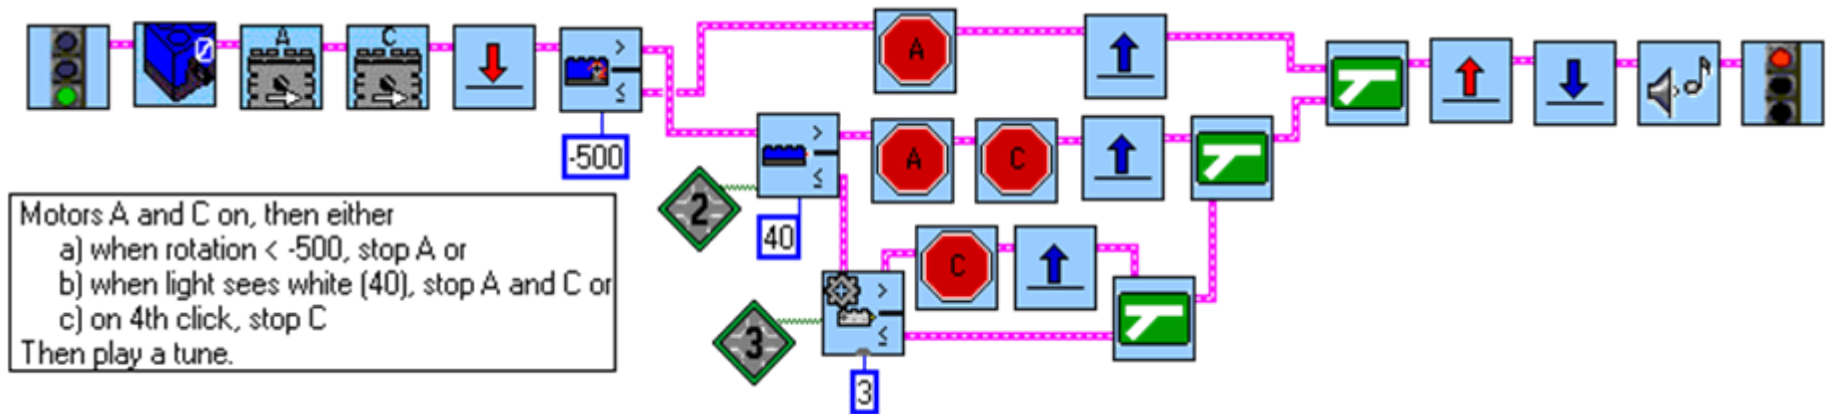 0
A
C
A
-500
A
C
2
40
C
3
3
Motors A and C on, then either
a) when rotation < -500, stop A or
b) when light sees white (40), stop A and C or
c) on 4th click, stop C
Then play a tune.